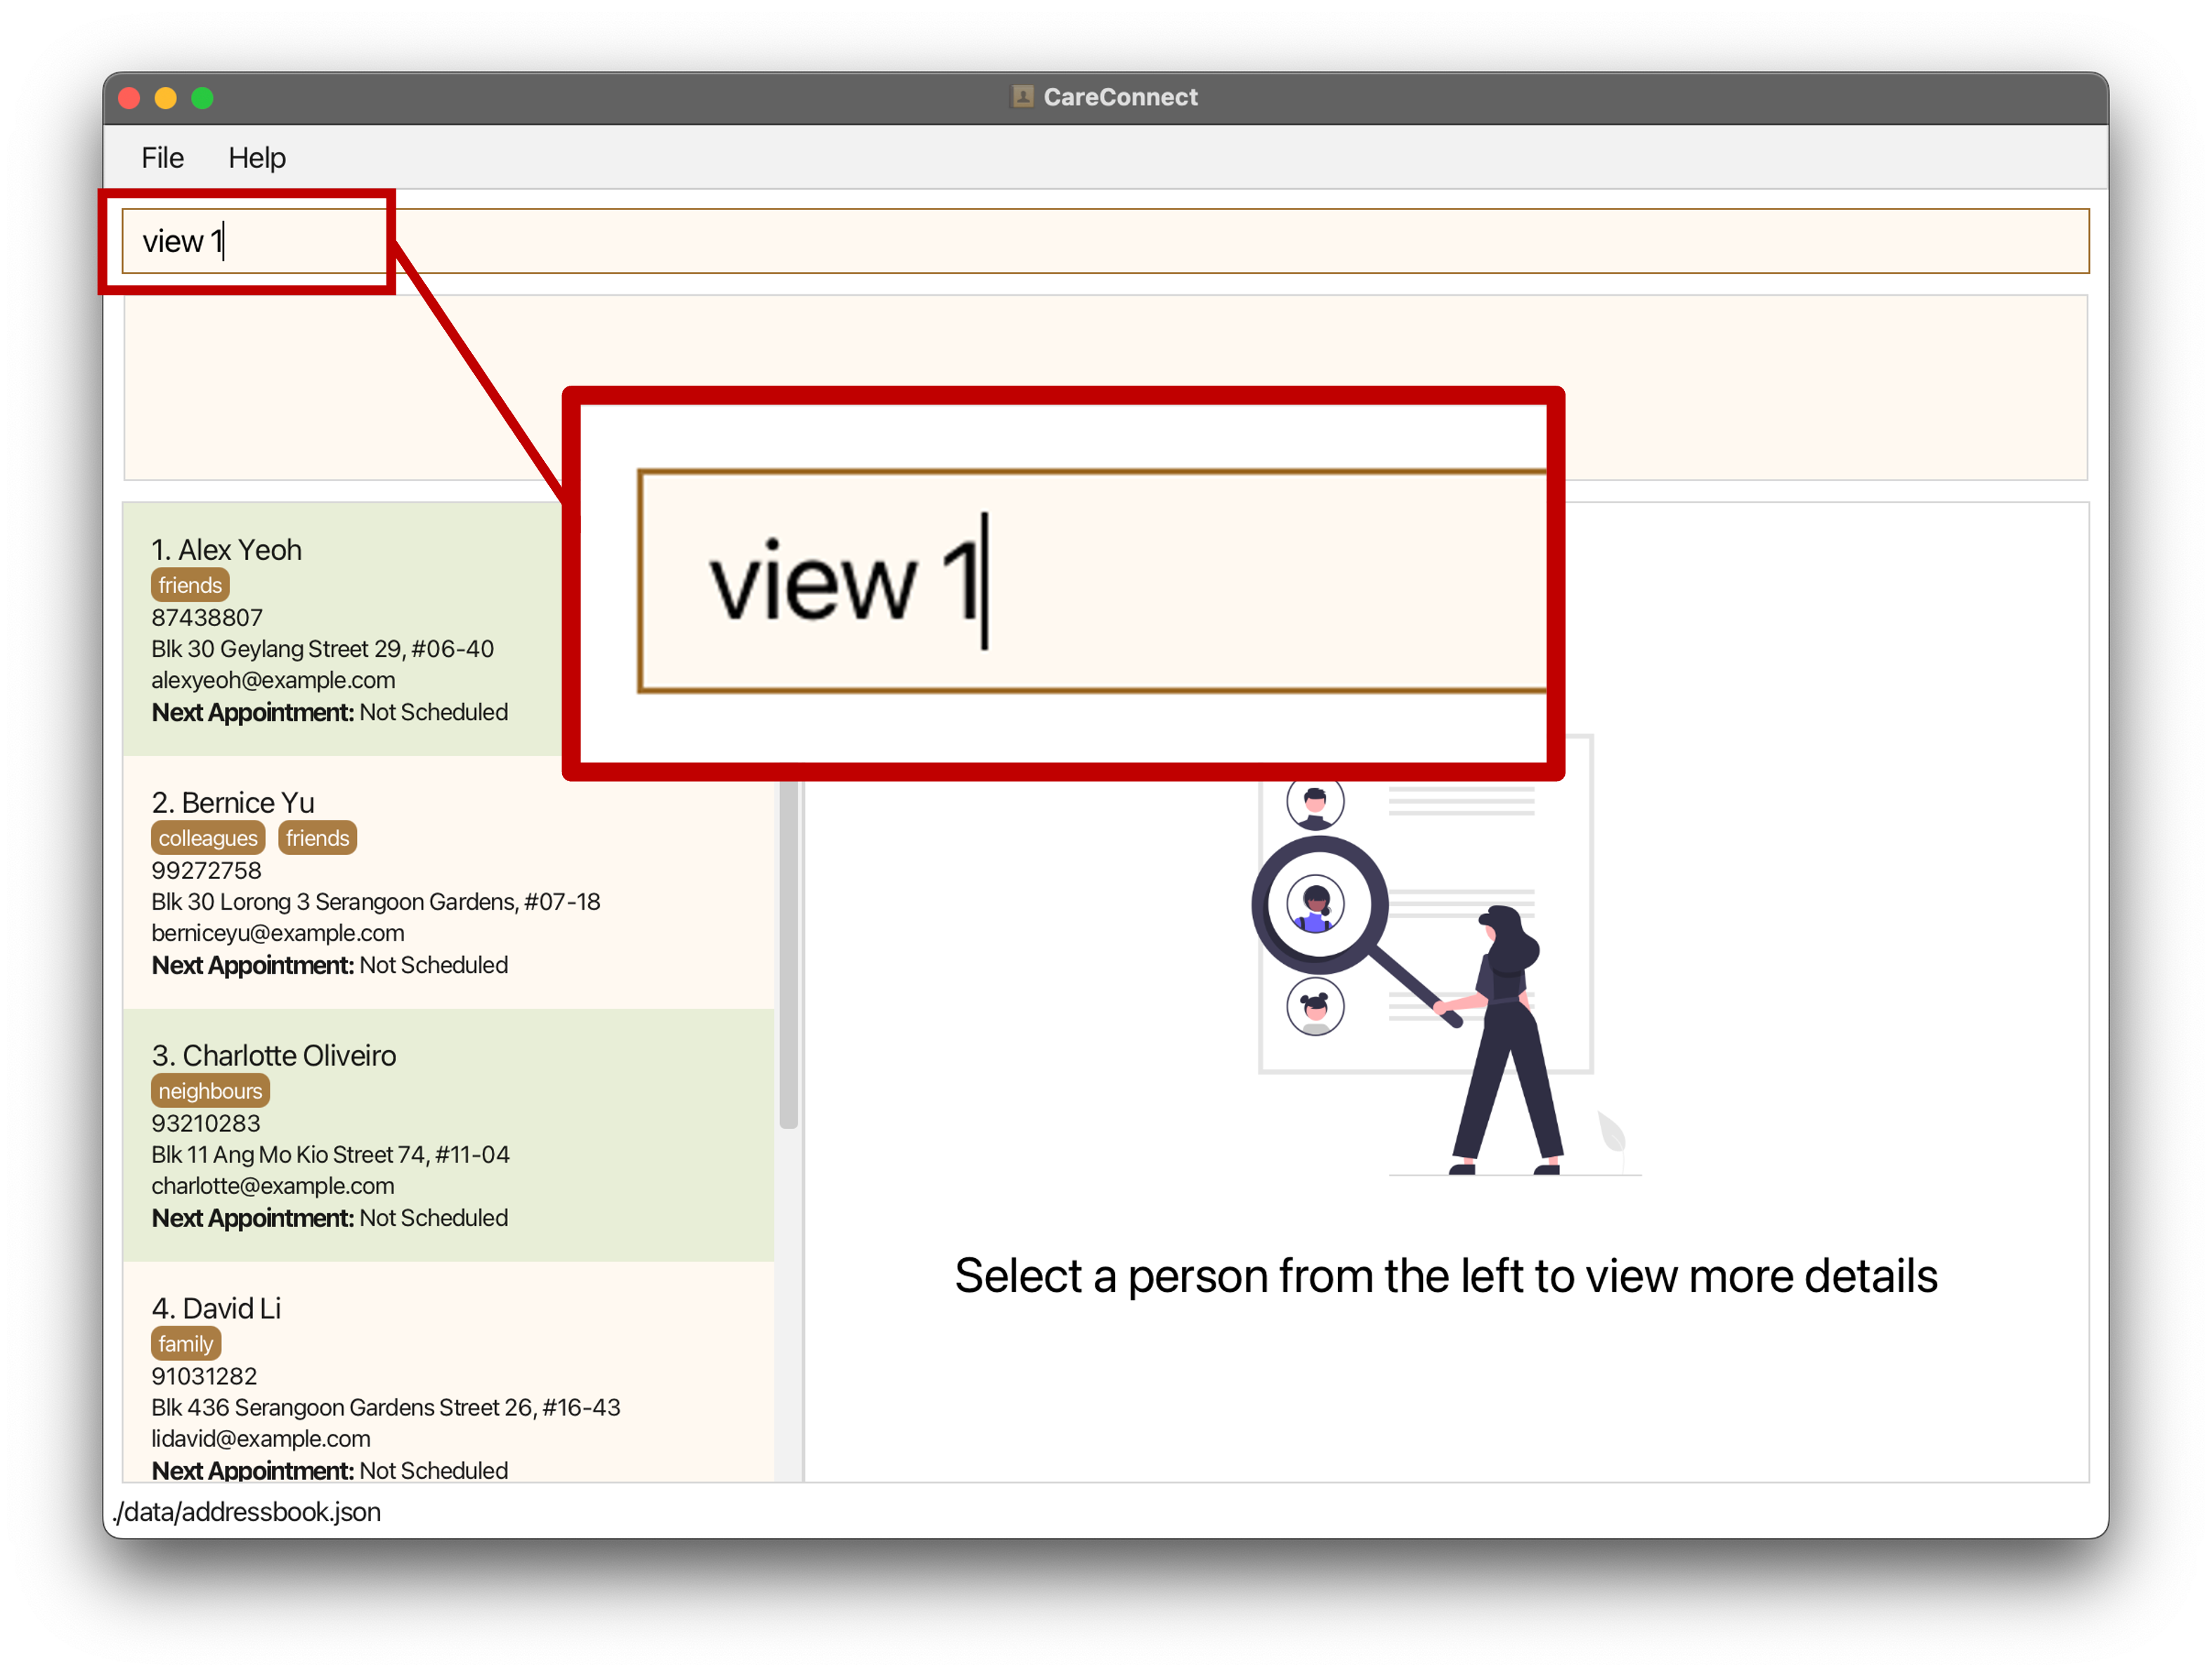 CareConnect
File Help
view 1
view 1
1. Alex Yeoh
friends
87438807
Blk 30 Geylang Street 29, #06-40
alexyeoh@example.com
Next Appointment: Not Scheduled
2. Bernice Yu
colleagues friends
99272758
Blk 30 Lorong 3 Serangoon Gardens, #07-18
berniceyu@example.com
Next Appointment: Not Scheduled
3. Charlotte Oliveiro
neighbours
93210283
Blk 11 Ang Mo Kio Street 74, #11-04
charlotte@example.com
Next Appointment: Not Scheduled
4. David Li
family
91031282
Blk 436 Serangoon Gardens Street 26, #16-43
lidavid@example.com
Next Appointment: Not Scheduled
Select a person from the left to view more details
./data/addressbook.json